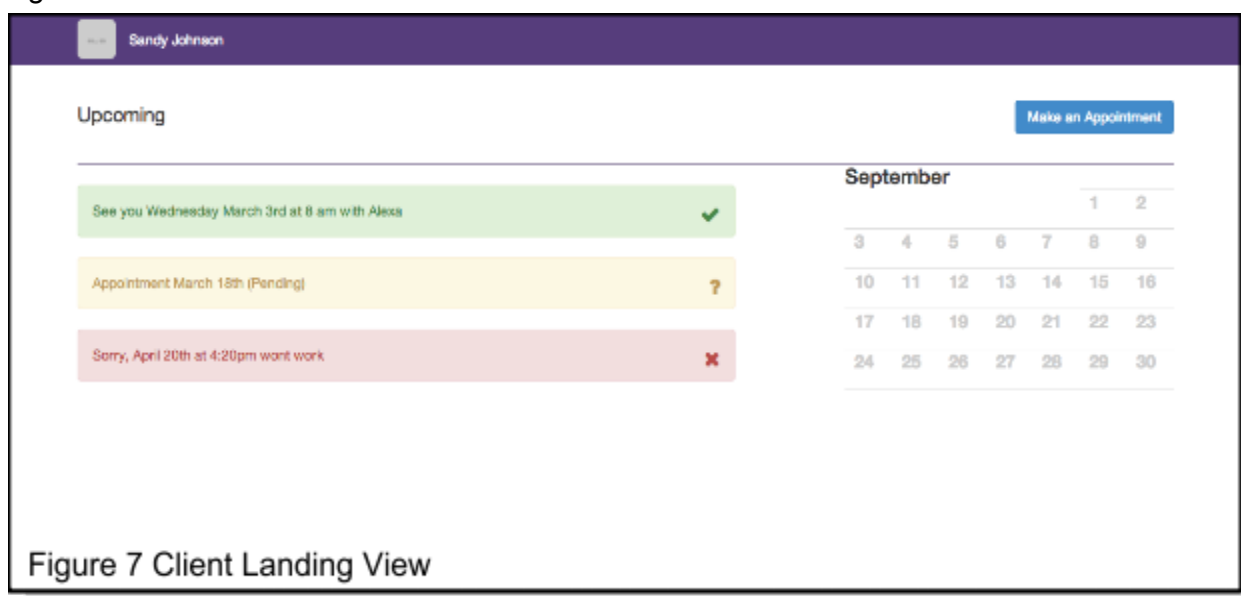 Sandy Johnson
Upcoming
Make an Appointment
See you Wednesday March 3rd at 8 am with Alexa
Appointment March 18th (Pending)
?
Sorry, April 20th at 4:20pm wont work
September
1 2
3 4 5 6 7 8 9
10 11 12 13 14 15 16
17 18 19 20 21 22 23
24 25 26 27 28 29 30
Figure 7 Client Landing View